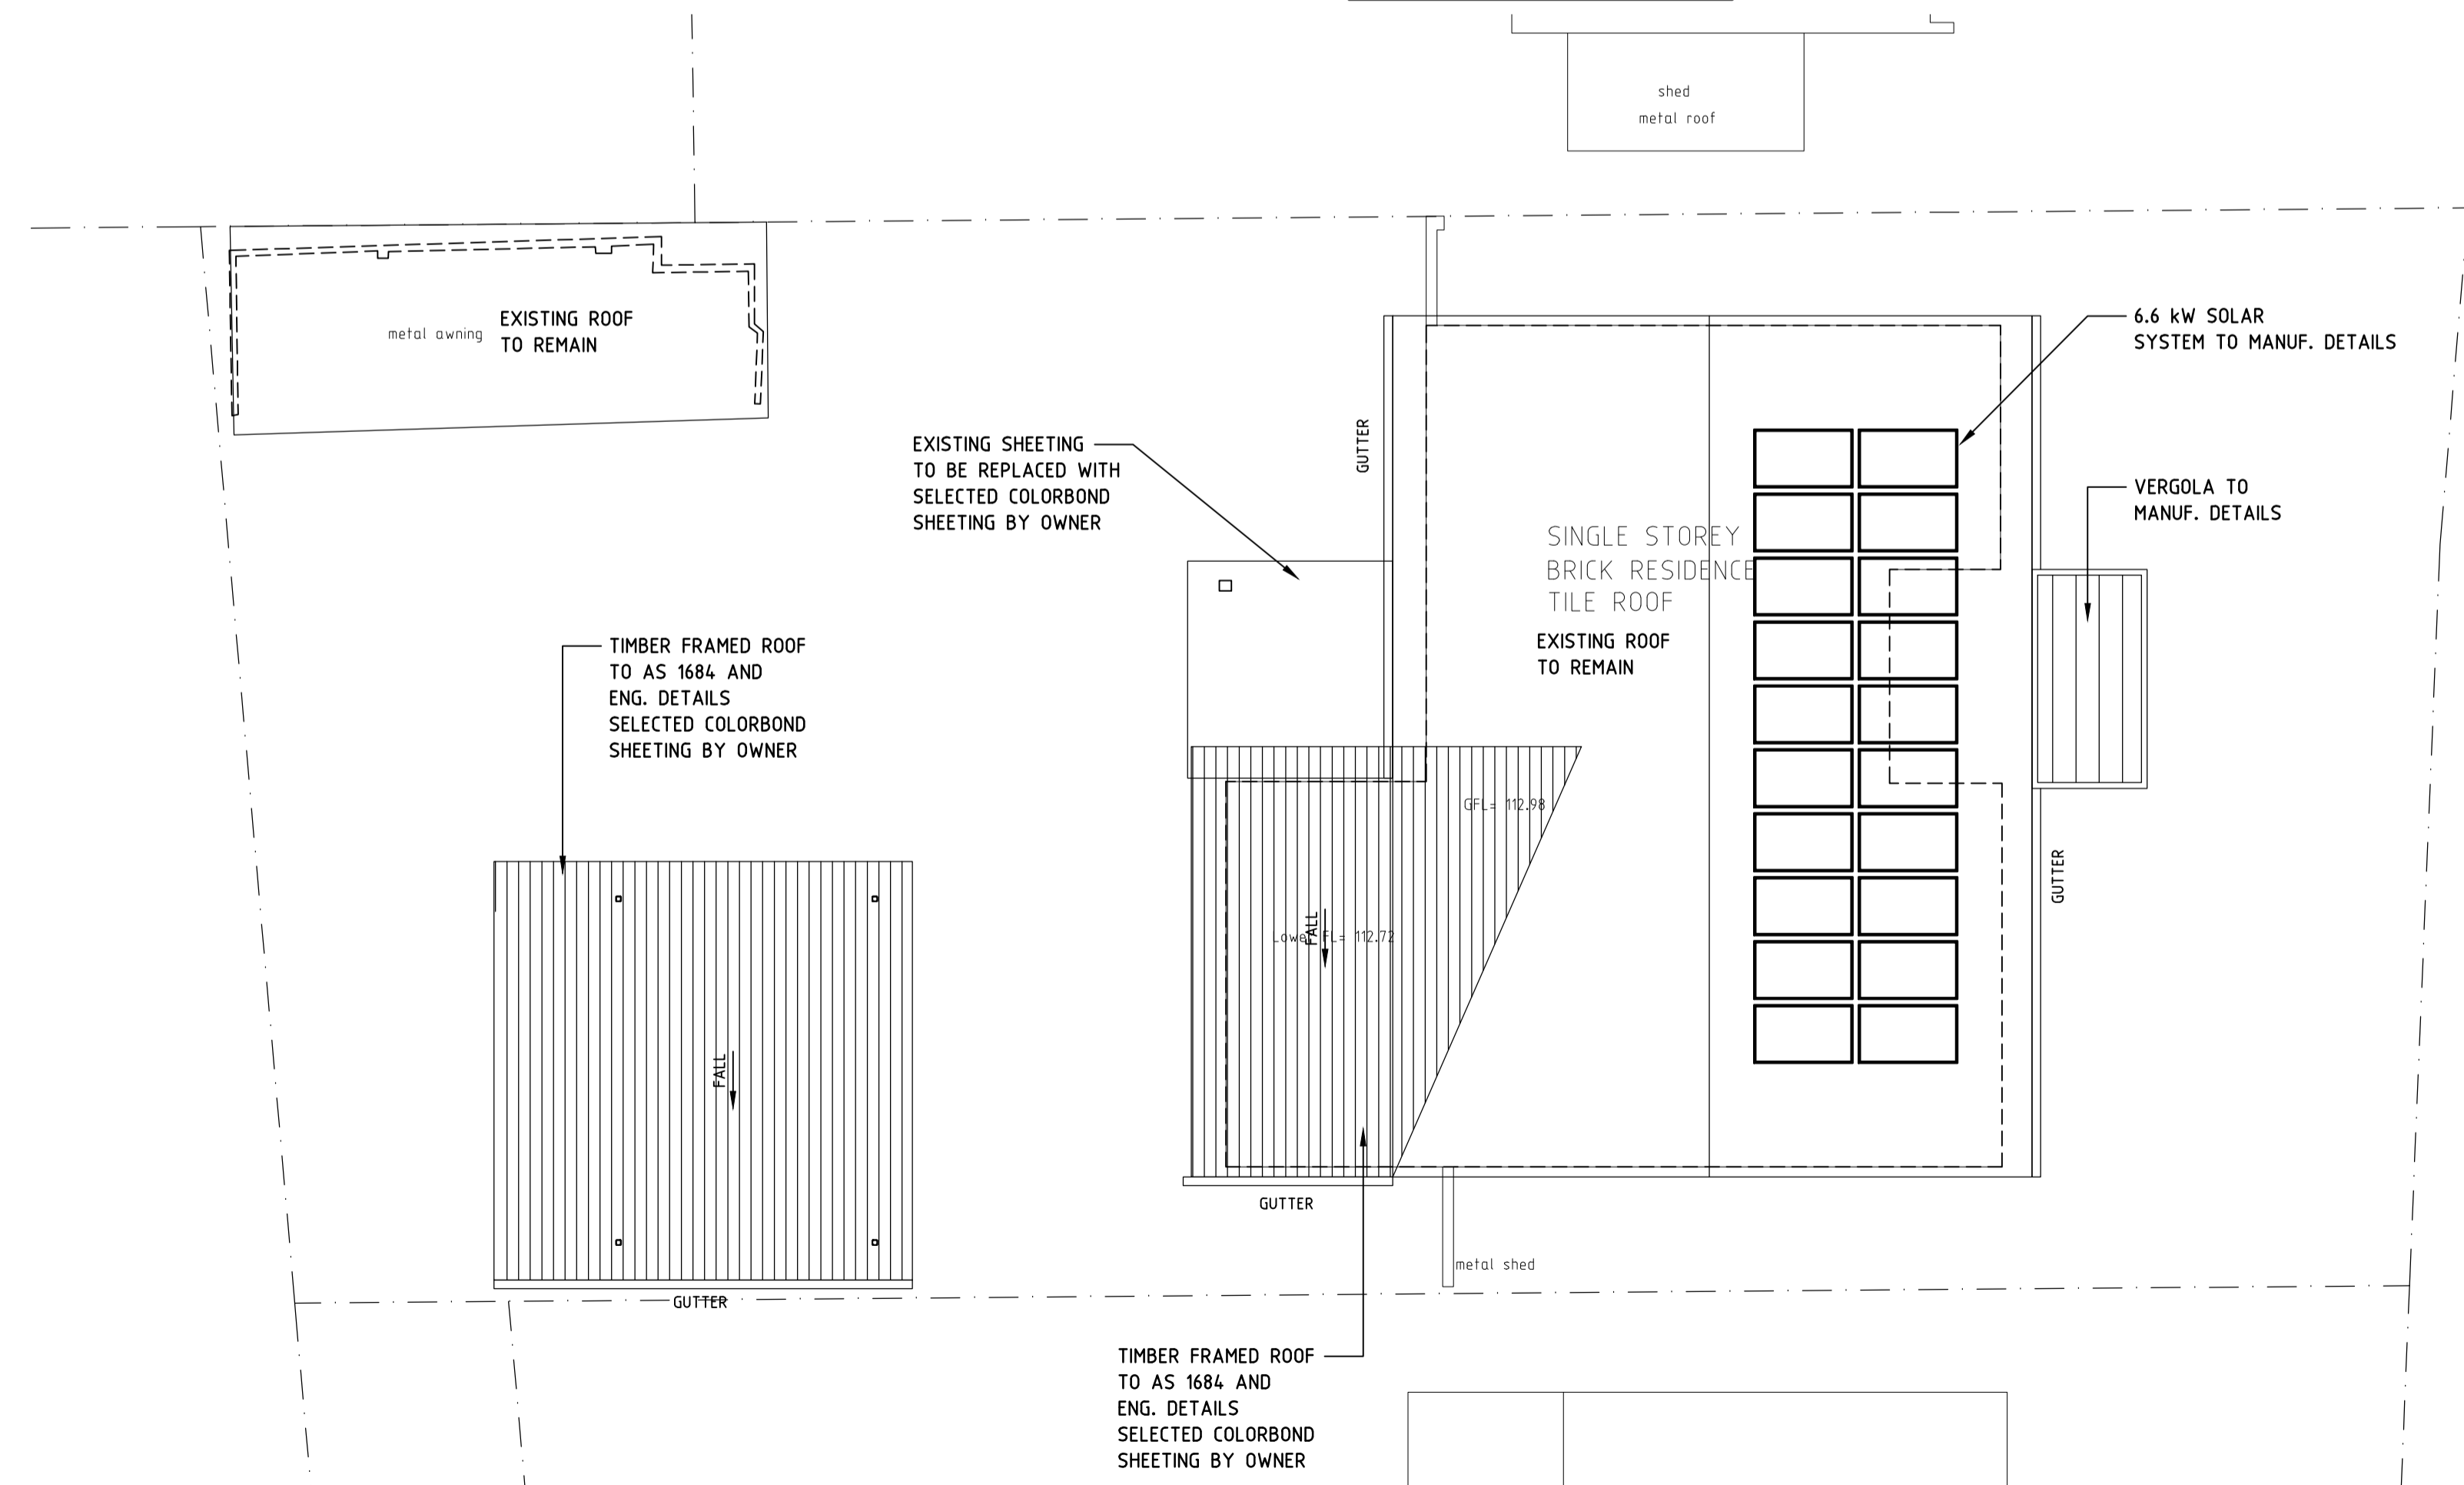 shed
metal roof
metal awning
EXISTING ROOF
TO REMAIN
6.6 kW SOLAR
SYSTEM TO MANUF. DETAILS
EXISTING SHEETING
TO BE REPLACED WITH
SELECTED COLORBOND
SHEETING BY OWNER
GUTTER
VERGOLA TO
MANUF. DETAILS
SINGLE STOREY
BRICK RESIDENCE
TILE ROOF
EXISTING ROOF
TO REMAIN
TIMBER FRAMED ROOF
TO AS 1684 AND
ENG. DETAILS
SELECTED COLORBOND
SHEETING BY OWNER
GFL= 112.98
GUTTER
Lower FL= 112.72
FALL
FALL
GUTTER
metal shed
GUTTER
TIMBER FRAMED ROOF
TO AS 1684 AND
ENG. DETAILS
SELECTED COLORBOND
SHEETING BY OWNER